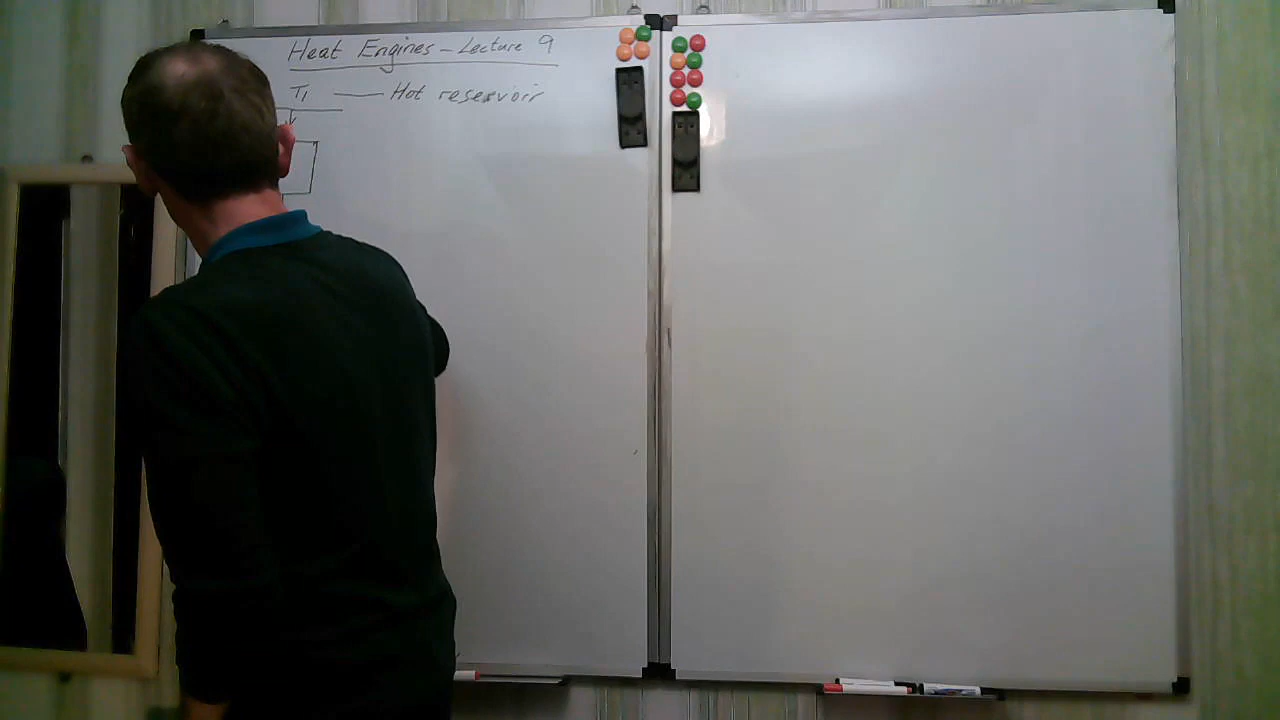 Heat Engines - Lecture 9
T1 — Hot reservoir